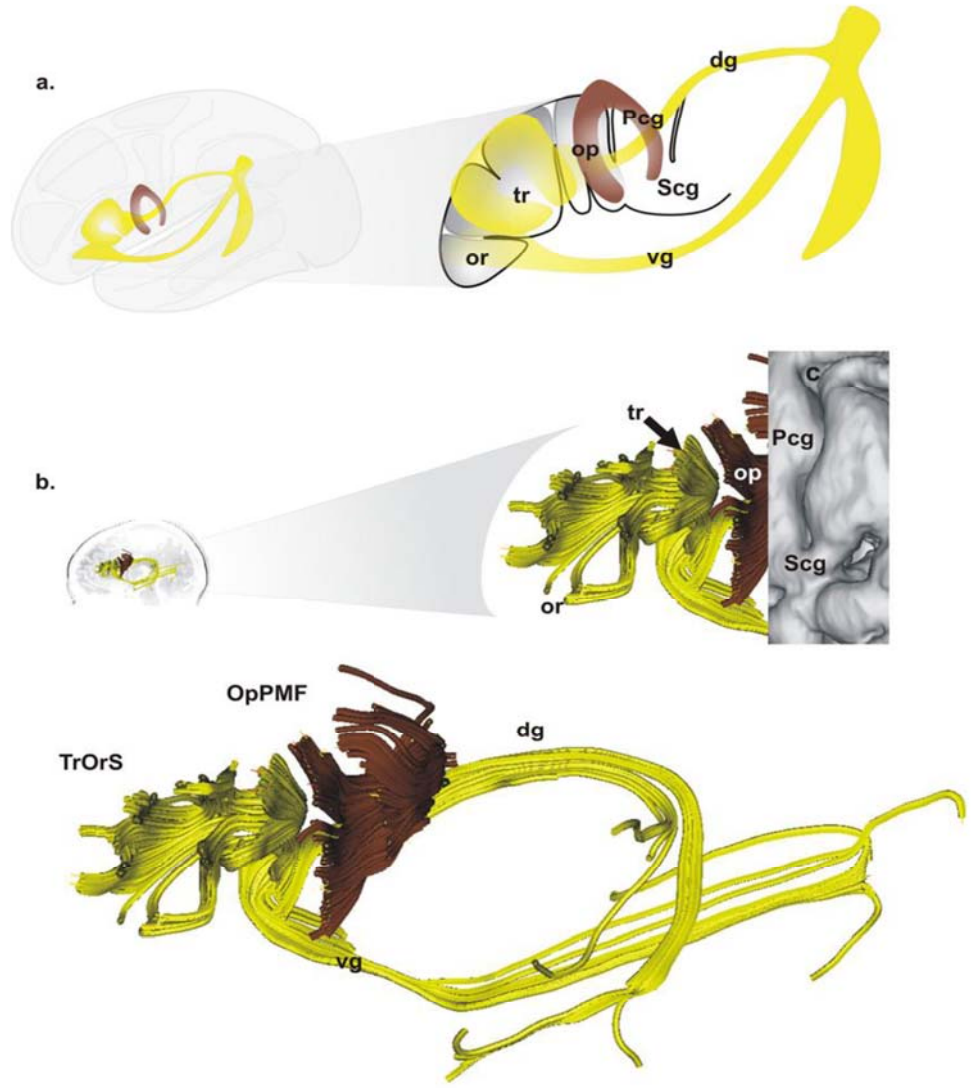 a.
dg
Pcg
op
Scg
tr
or
vg
b.
c
tr
Pcg
op
Scg
or
OpPMF
dg
TrOrS
vg